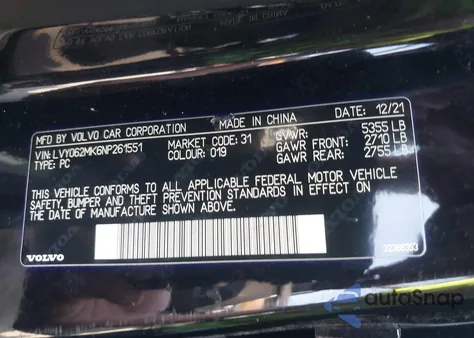 MADE IN CHINA
MFD BY VOLVO CAR CORPORATION DATE: 12/21
VIN: LVY062MK6NP261551 MARKET CODE: 31 GVWR: 5355 LB
TYPE: PC COLOUR: 019 GAWR FRONT: 2710 LB
GAWR REAR: 2755 LB
THIS VEHICLE CONFORMS TO ALL APPLICABLE FEDERAL MOTOR VEHICLE
SAFETY, BUMPER AND THEFT PREVENTION STANDARDS IN EFFECT ON
THE DATE OF MANUFACTURE SHOWN ABOVE.
VOLVO
autoSnap